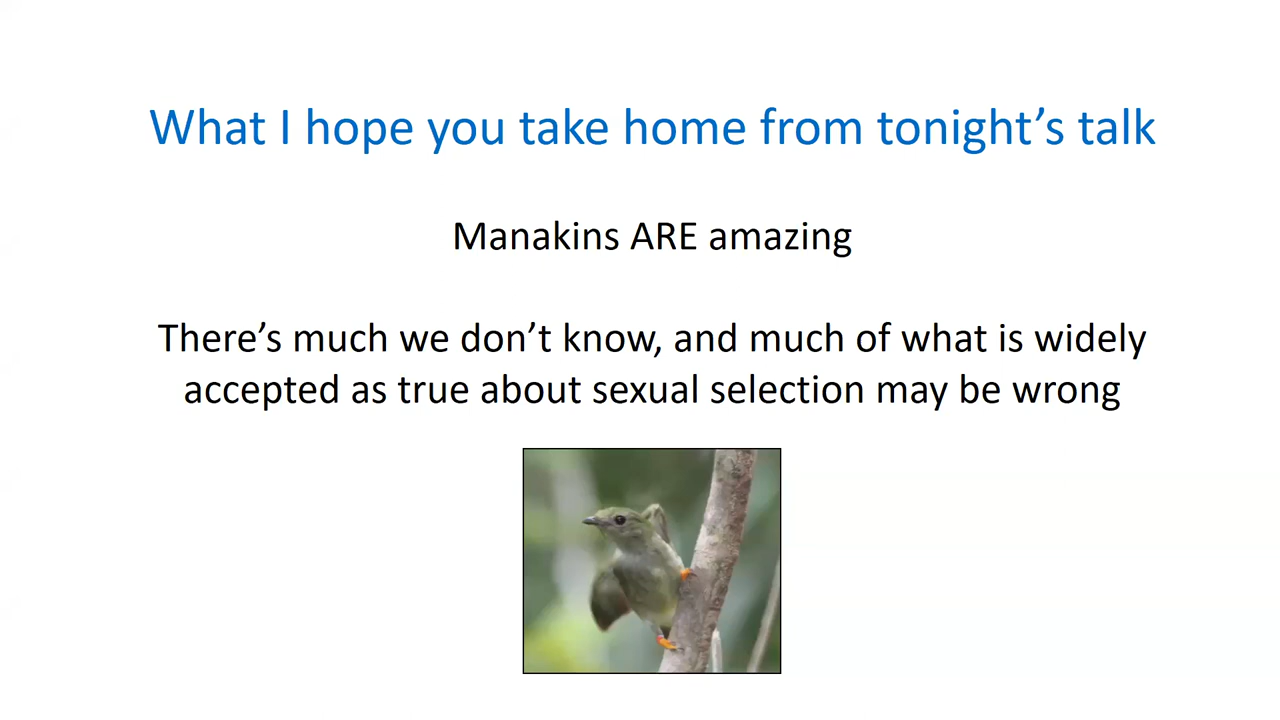 What I hope you take home from tonight’s talk
Manakins ARE amazing
There’s much we don’t know, and much of what is widely
accepted as true about sexual selection may be wrong